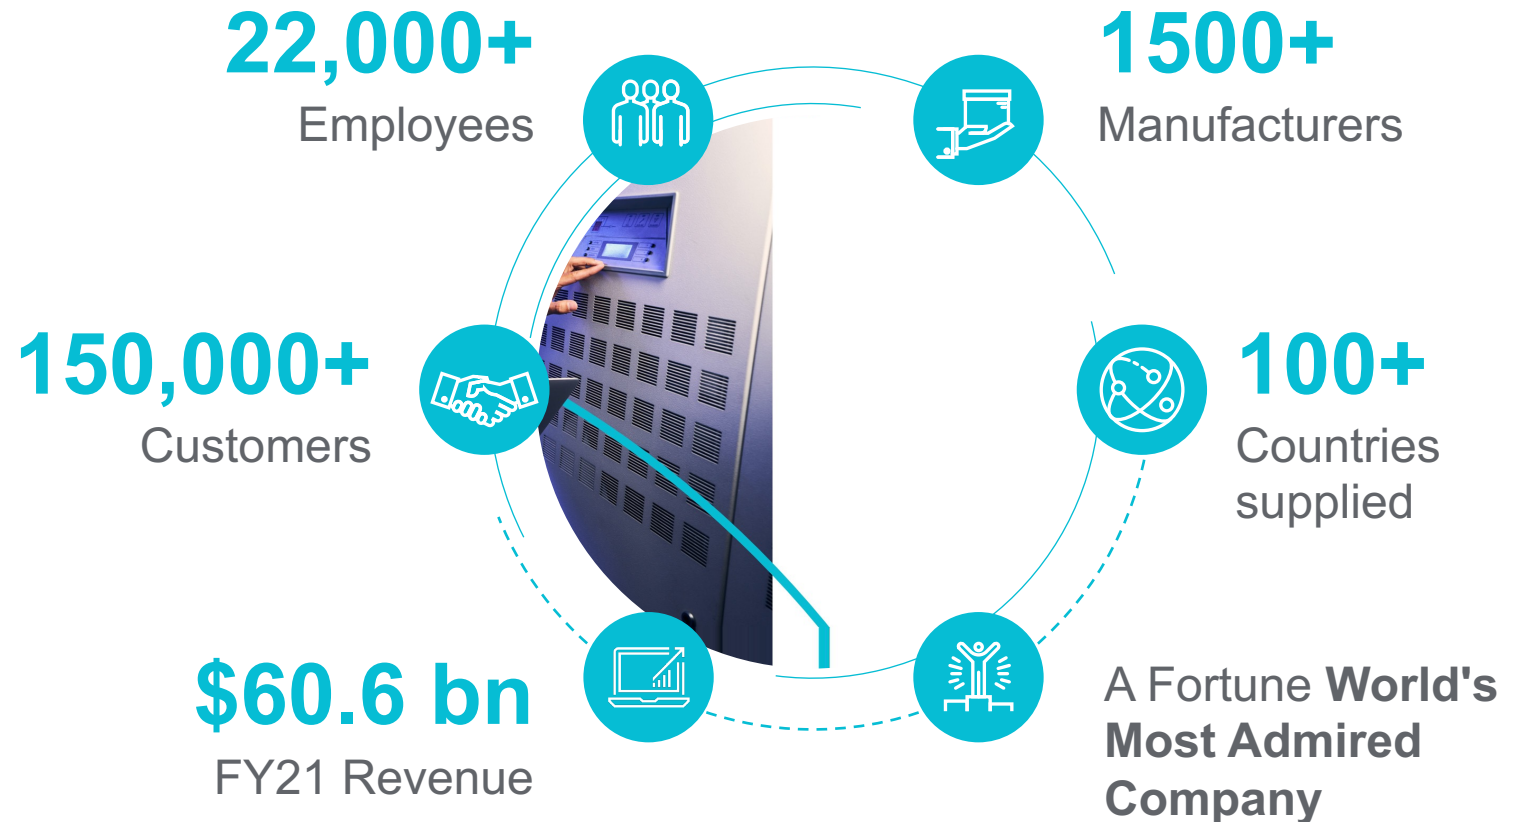 22,000+
Employees
1500+
Manufacturers
150,000+
Customers
100+
Countries
supplied
$60.6 bn
FY21 Revenue
A Fortune World's
Most Admired
Company